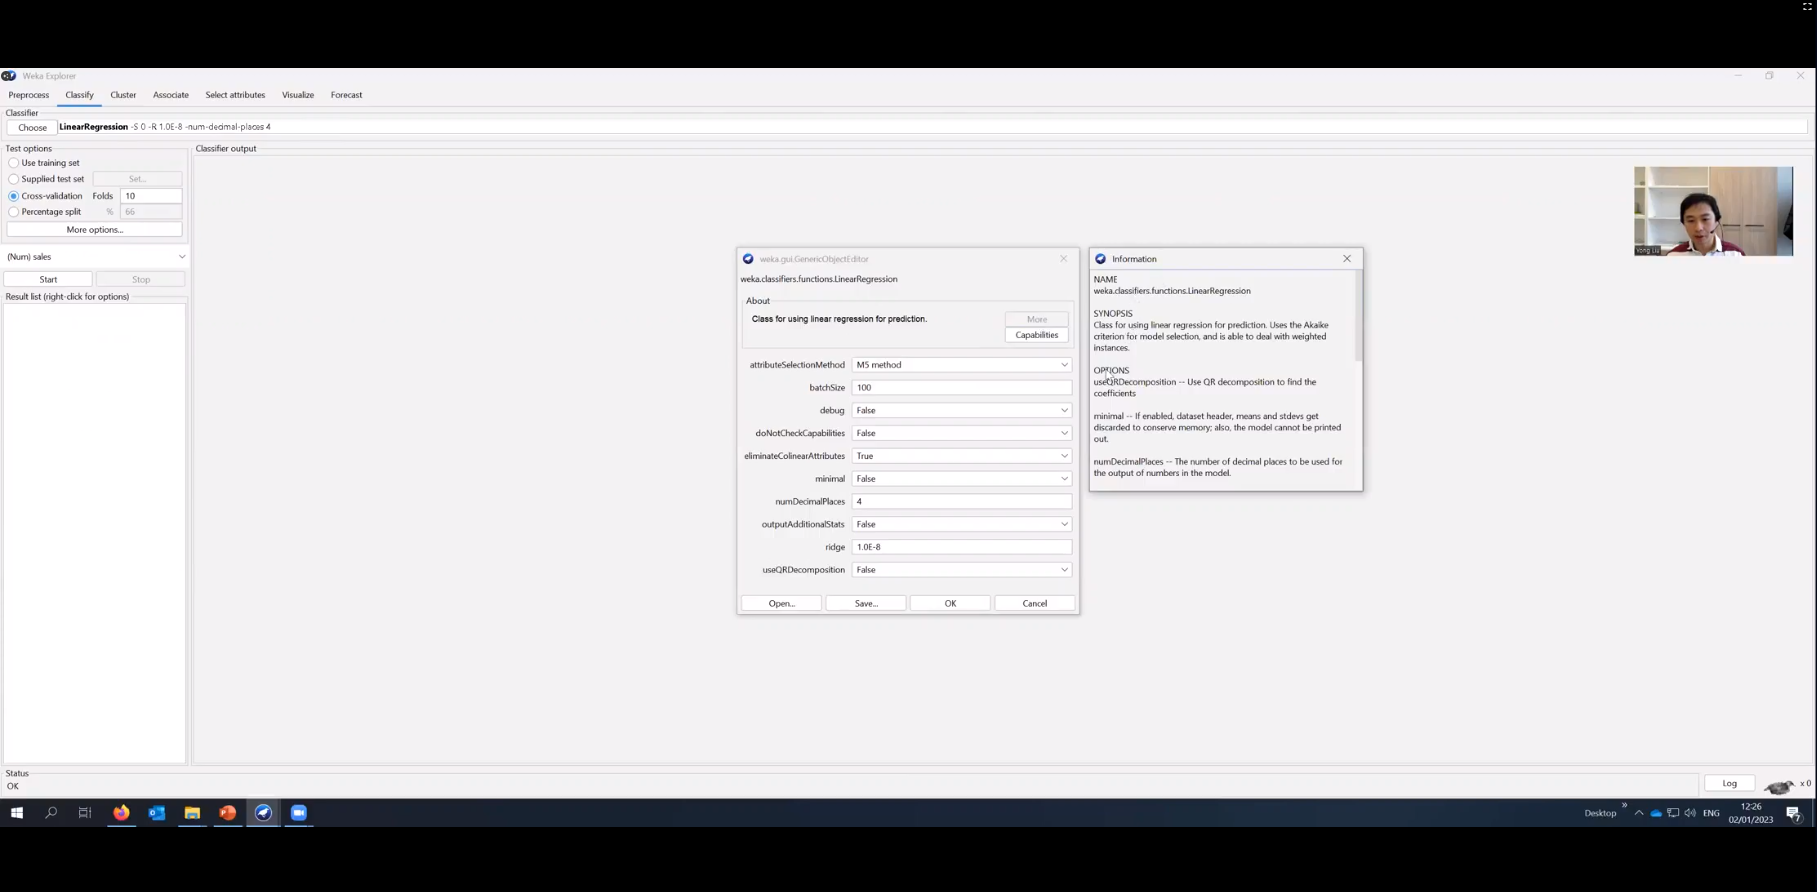 Weka Explorer
Preprocess Classify Cluster Associate Select attributes Visualize Forecast
Classifier
Choose LinearRegression -S 0 -R 1.0E-8 -num-decimal-places 4
Test options
Use training set
Supplied test set Set...
Cross-validation Folds 10
Percentage split % 66
More options...
(Num) sales
Start Stop
Result list (right-click for options)
Classifier output
weka.gui.GenericObjectEditor
weka.classifiers.functions.LinearRegression
About
Class for using linear regression for prediction.
More
Capabilities
attributeSelectionMethod M5 method
batchSize 100
debug False
doNotCheckCapabilities False
eliminateColinearAttributes True
minimal False
numDecimalPlaces 4
outputAdditionalStats False
ridge 1.0E-8
useQRDecomposition False
Open... Save... OK Cancel
Information
NAME
weka.classifiers.functions.LinearRegression
SYNOPSIS
Class for using linear regression for prediction. Uses the Akaike
criterion for model selection, and is able to deal with weighted
instances.
OPTIONS
useQRDecomposition -- Use QR decomposition to find the
coefficients
minimal -- If enabled, dataset header, means and stdevs get
discarded to conserve memory; also, the model cannot be printed
out.
numDecimalPlaces -- The number of decimal places to be used for
the output of numbers in the model.
Yong Liu
Status
OK
Log
x 0
Desktop
ENG
12:26
02/01/2023
7